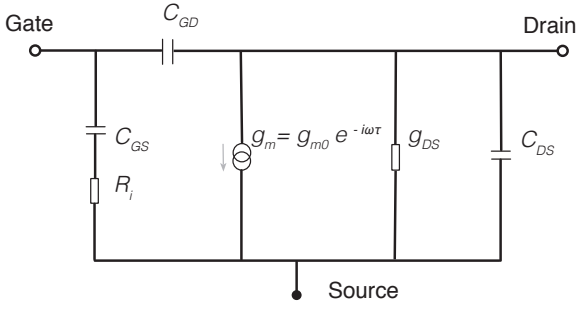 C_GD
Gate
Drain
C_GS
g_m = g_m0 e^-iωτ
g_DS
C_DS
R_i
Source